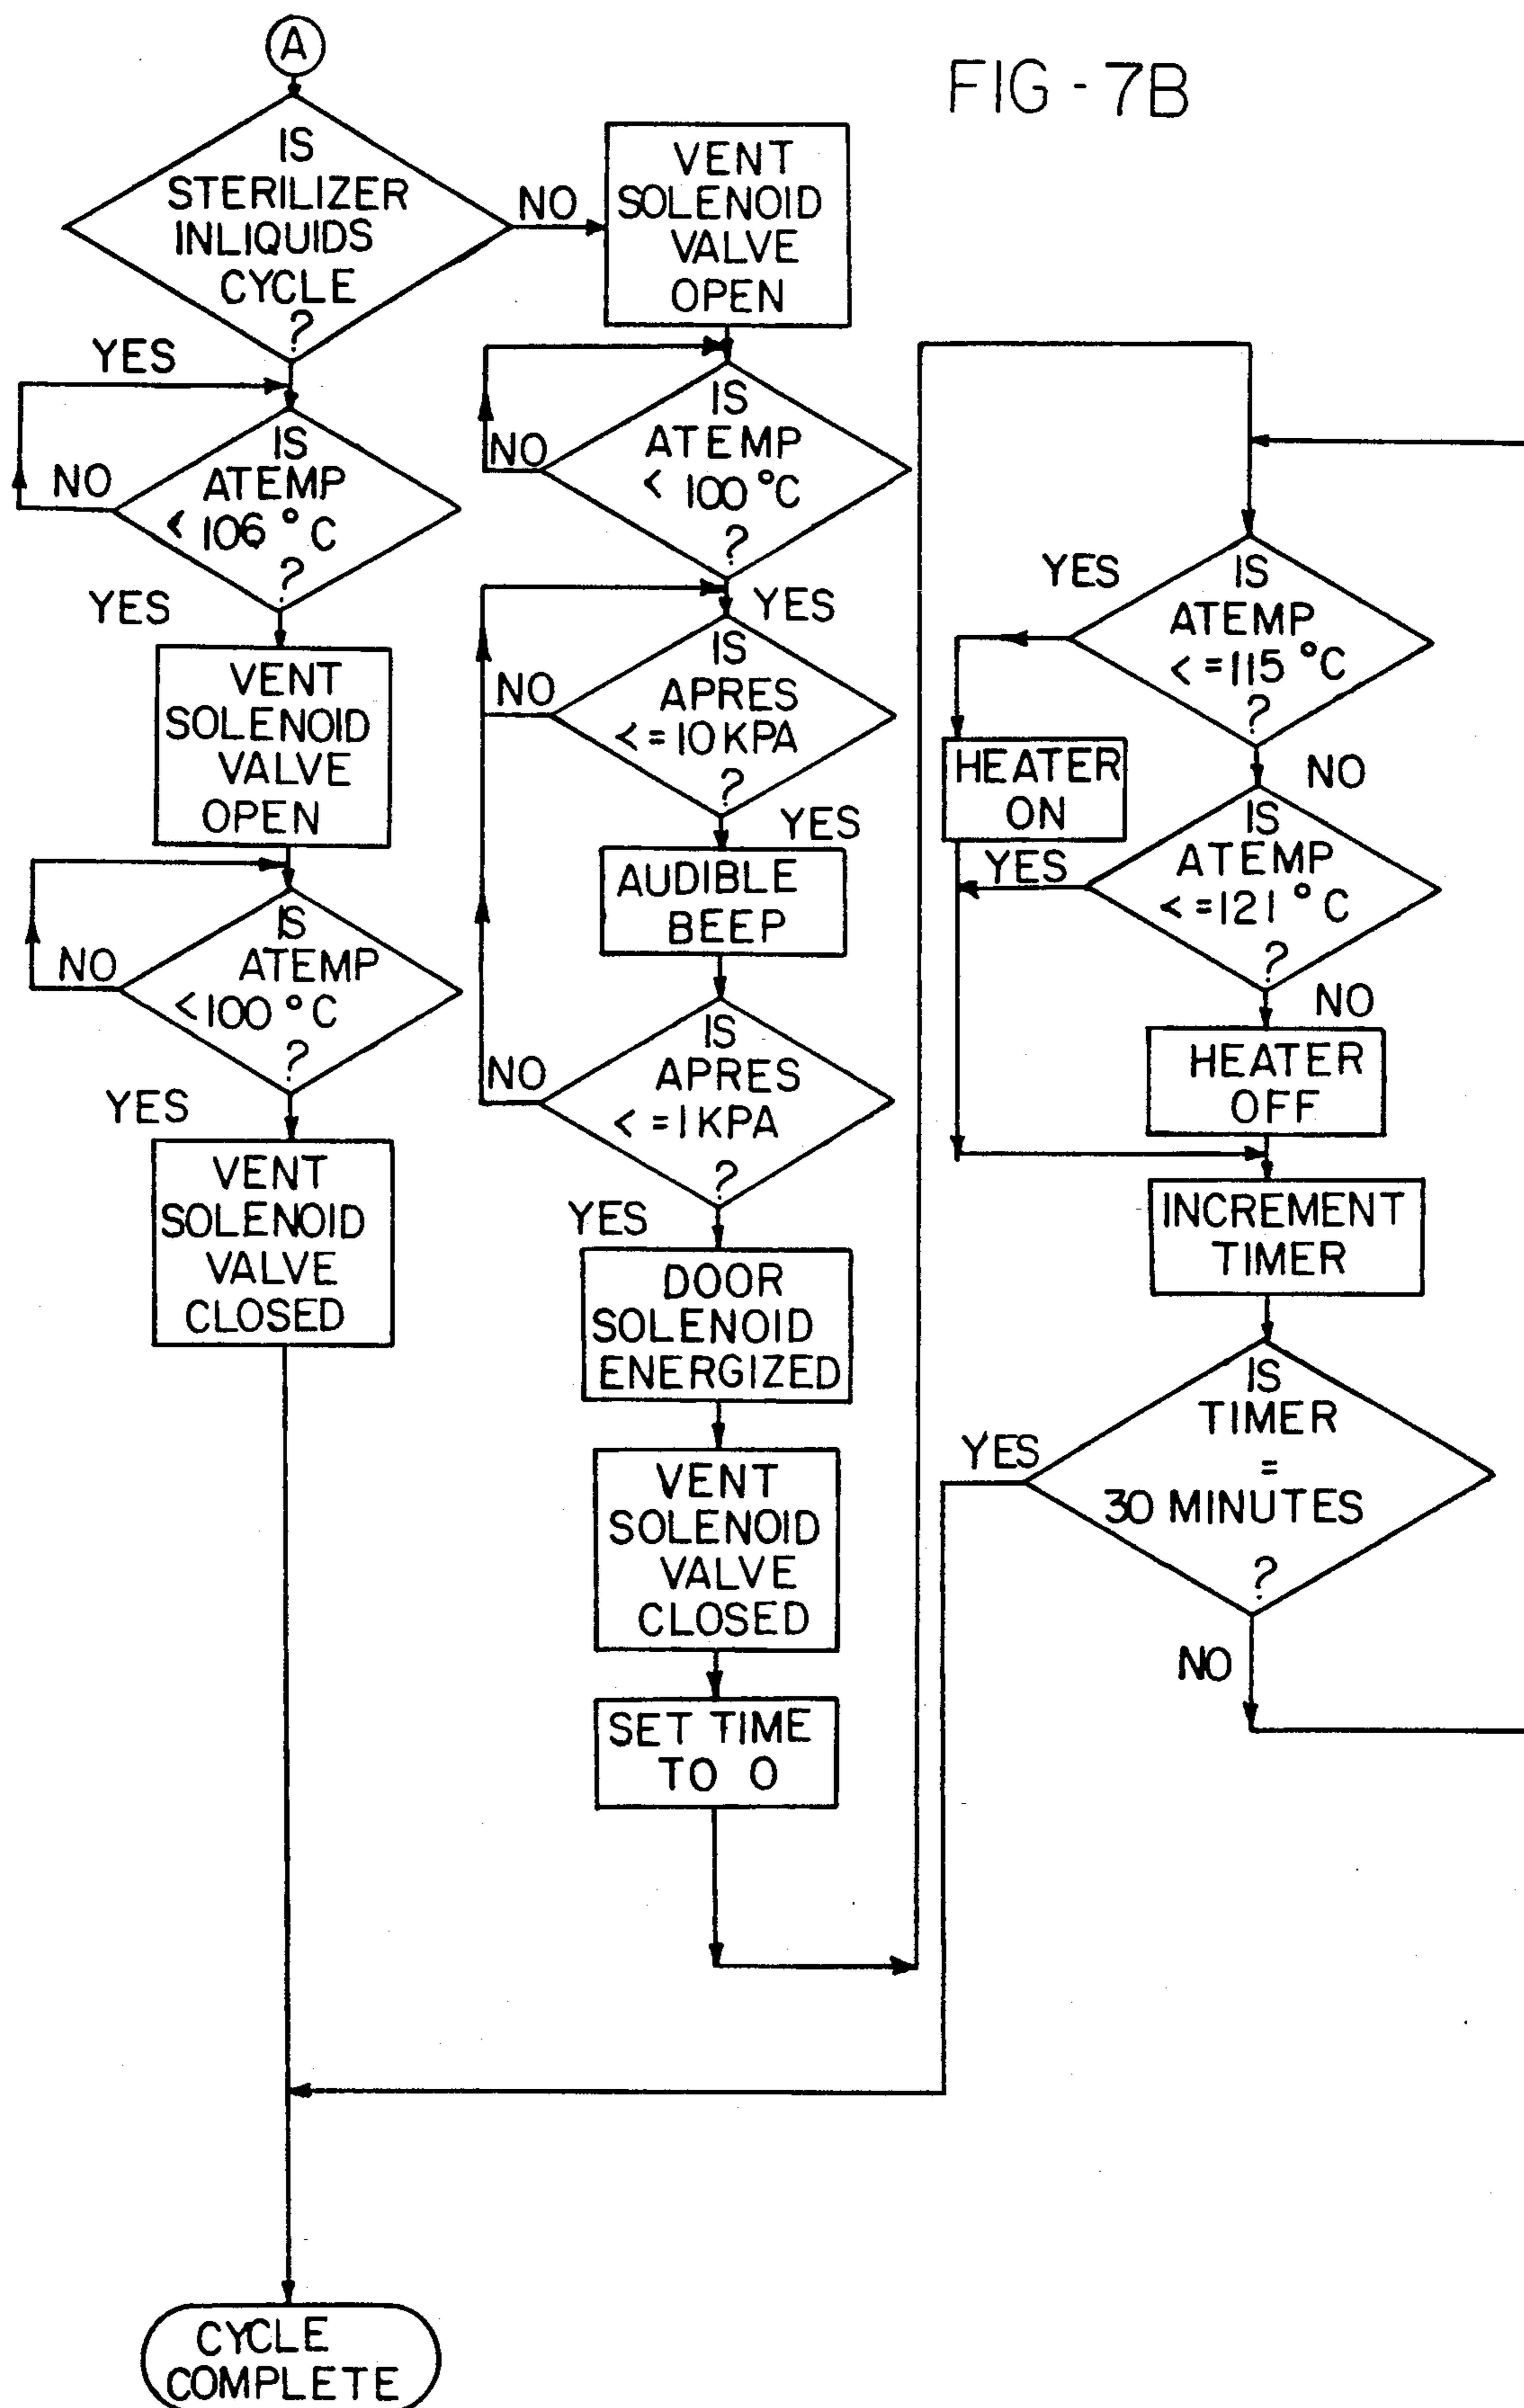 A
FIG - 7B
IS
STERILIZER
INLIQUIDS
CYCLE
?
NO
YES
IS
ATEMP
< 106 °C
?
NO
YES
VENT
SOLENOID
VALVE
OPEN
IS
ATEMP
< 100 °C
?
NO
YES
VENT
SOLENOID
VALVE
CLOSED
VENT
SOLENOID
VALVE
OPEN
IS
ATEMP
< 100 °C
?
NO
YES
IS
APRES
< = 10 KPA
?
NO
YES
AUDIBLE
BEEP
IS
APRES
< = 1 KPA
?
NO
YES
DOOR
SOLENOID
ENERGIZED
VENT
SOLENOID
VALVE
CLOSED
SET TIME
TO 0
IS
ATEMP
< = 115 °C
?
YES
NO
HEATER
ON
IS
ATEMP
< = 121 °C
?
YES
NO
HEATER
OFF
INCREMENT
TIMER
IS
TIMER
=
30 MINUTES
?
YES
NO
CYCLE
COMPLETE